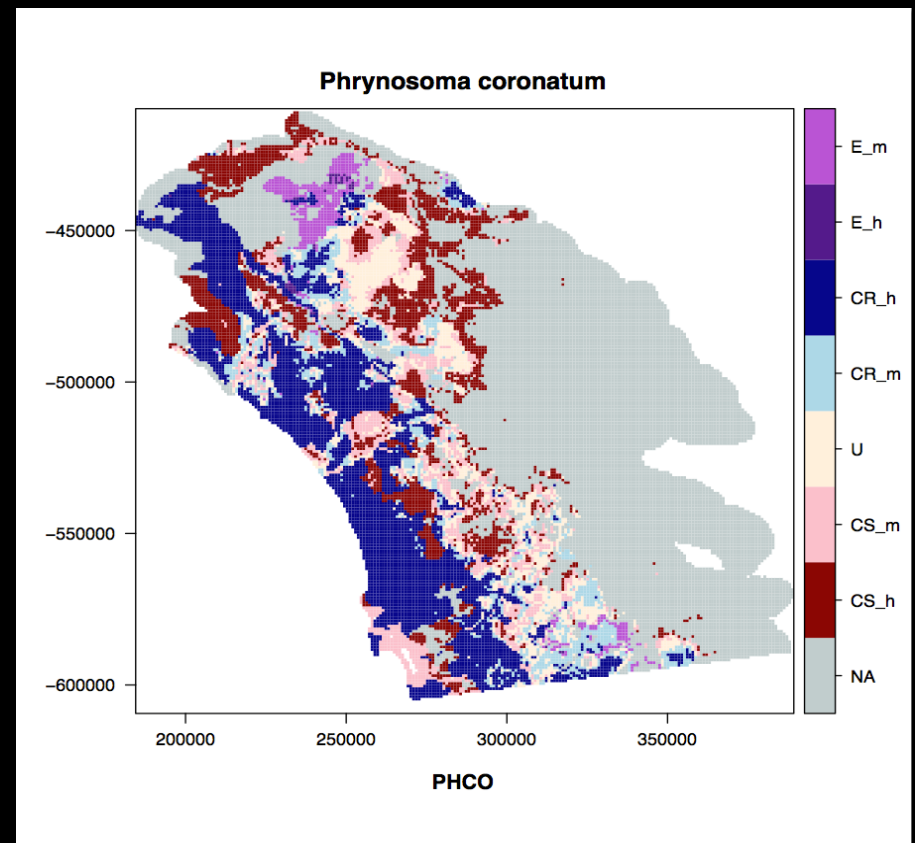 Phrynosoma coronatum
−450000
−500000
−550000
−600000
200000 250000 300000 350000
PHCO
E_m
E_h
CR_h
CR_m
U
CS_m
CS_h
NA